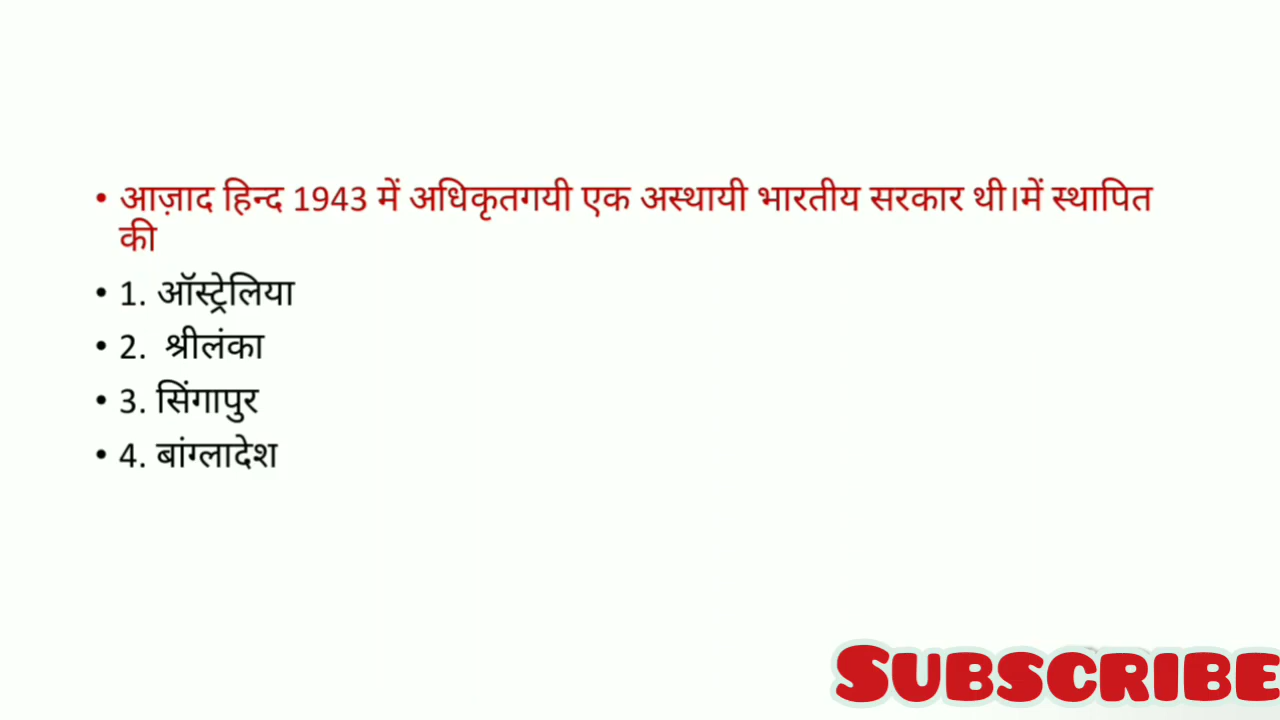 • आज़ाद हिन्द 1943 में अधिकृतगयी एक अस्थायी भारतीय सरकार थी।में स्थापित
की
• 1. ऑस्ट्रेलिया
• 2. श्रीलंका
• 3. सिंगापुर
• 4. बांग्लादेश
SUBSCRIBE